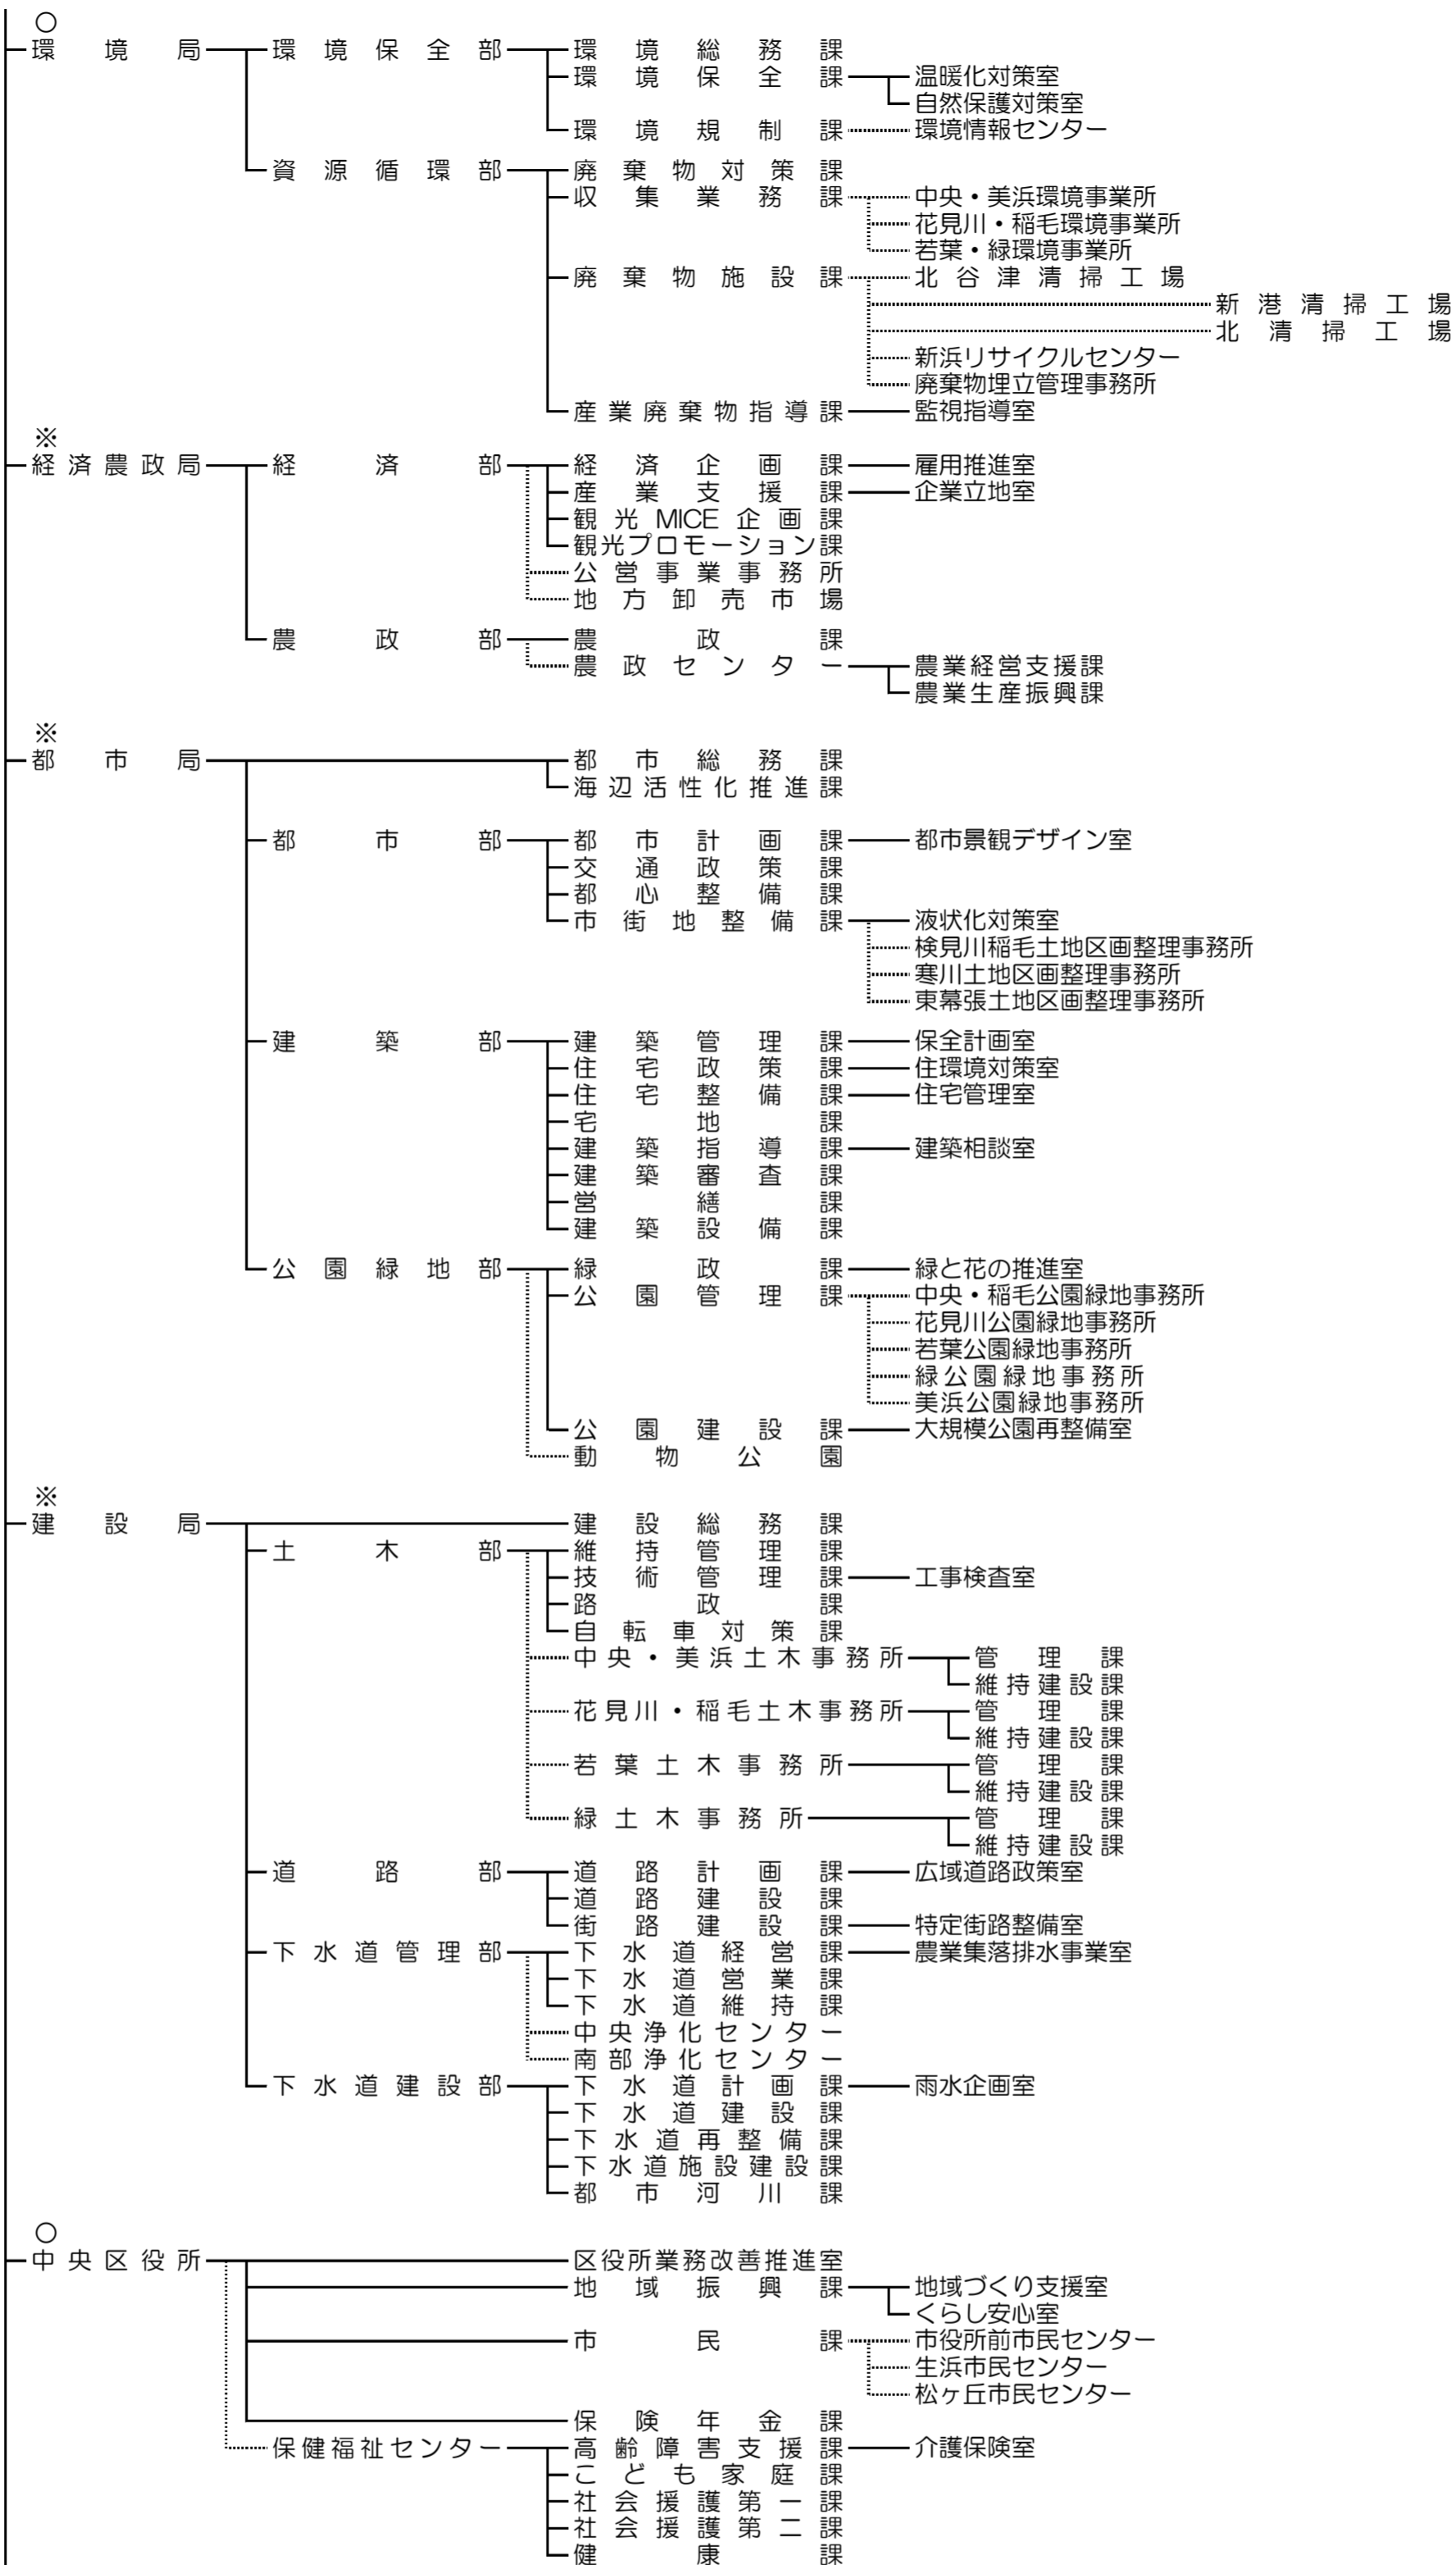 ○
環境局 環境保全部 環境総務課
環境保全課 温暖化対策室
自然保護対策室
環境規制課 環境情報センター
資源循環部 廃棄物対策課
収集業務課 中央・美浜環境事業所
花見川・稲毛環境事業所
若葉・緑環境事業所
廃棄物施設課 北谷津清掃工場
新港清掃工場
北清掃工場
新浜リサイクルセンター
廃棄物埋立管理事務所
産業廃棄物指導課 監視指導室
※
経済農政局 経済部 経済企画課 雇用推進室
産業支援課 企業立地室
観光MICE企画課
観光プロモーション課
公営事業事務所
地方卸売市場
農政部 農政課
農政センター 農業経営支援課
農業生産振興課
※
都市局 都市総務課
海辺活性化推進課
都市部 都市計画課 都市景観デザイン室
交通政策課
都心整備課
市街地整備課 液状化対策室
検見川稲毛土地区画整理事務所
寒川土地区画整理事務所
東幕張土地区画整理事務所
建築部 建築管理課 保全計画室
住宅政策課 住環境対策室
住宅整備課 住宅管理室
宅地課
建築指導課 建築相談室
建築審査課
営繕課
建築設備課
公園緑地部 緑政課 緑と花の推進室
公園管理課 中央・稲毛公園緑地事務所
花見川公園緑地事務所
若葉公園緑地事務所
緑公園緑地事務所
美浜公園緑地事務所
公園建設課 大規模公園再整備室
動物公園
※
建設局 建設総務課
土木部 維持管理課
技術管理課 工事検査室
路政課
自転車対策課
中央・美浜土木事務所 管理課
維持建設課
花見川・稲毛土木事務所 管理課
維持建設課
若葉土木事務所 管理課
維持建設課
緑土木事務所 管理課
維持建設課
道路部 道路計画課 広域道路政策室
道路建設課
街路建設課 特定街路整備室
下水道管理部 下水道経営課 農業集落排水事業室
下水道営業課
下水道維持課
中央浄化センター
南部浄化センター
下水道建設部 下水道計画課 雨水企画室
下水道建設課
下水道再整備課
下水道施設建設課
都市河川課
○
中央区役所 区役所業務改善推進室
地域振興課 地域づくり支援室
くらし安心室
市民課 市役所前市民センター
生浜市民センター
松ヶ丘市民センター
保険年金課
保健福祉センター 高齢障害支援課 介護保険室
こども家庭課
社会援護第一課
社会援護第二課
健康課